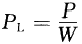 P_L = P/W